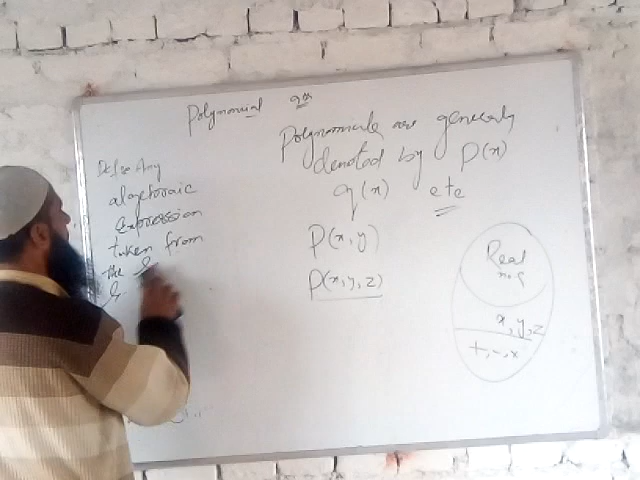 Polynomial
Def:- Any
algebraic
Expression
taken from
the
Polynomials are generally
denoted by P(x)
q(x) etc
P(x,y)
P(x,y,z)
Real
x,y,z
+,-,x